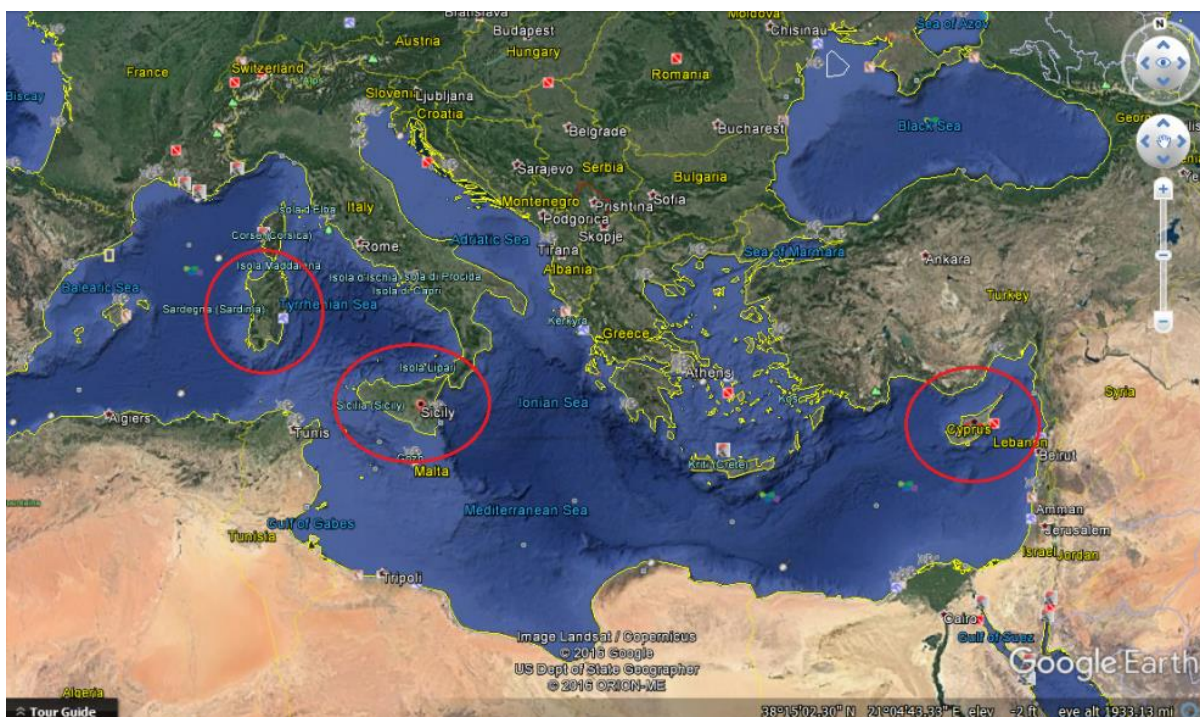 Bratislava
Moldova
Sea of Azov
Austria
Budapest
Chisinau
N
France
Switzerland
Hungary
Romania
Biscay
Alps
Slovenia
Ljubljana
Croatia
Belgrade
Bucharest
Black Sea
Sarajevo
Serbia
Bulgaria
Montenegro
Prishtina
Sofia
Podgorica
Skopje
Isola d'Elba
Italy
Corse (Corsica)
Rome
Adriatic Sea
Tirana
Sea of Marmara
Ankara
Isola Maddalena
Isola d'Ischia
Isola di Procida
Isola di Capri
Albania
Balearic Sea
Turkey
Sardegna (Sardinia)
Tyrrhenian Sea
Kerkyra
Greece
Isola Lipari
Athens
Syria
Sicilia (Sicily)
Sicily
Ionian Sea
Kos
Algiers
Tunis
Cyprus
Lebanon
Beirut
Gozo
Malta
Kriti (Crete)
Mediterranean Sea
Amman
Gulf of Gabes
Jerusalem
Tunisia
Israel
Jordan
Tripoli
Cairo
Gulf of Suez
Image Landsat / Copernicus
© 2016 Google
US Dept of State Geographer
© 2016 ORION-ME
Google Earth
Algeria
Tour Guide
38°15'02.30" N 21°04'43.33" E elev -2 ft eye alt 1933.13 mi